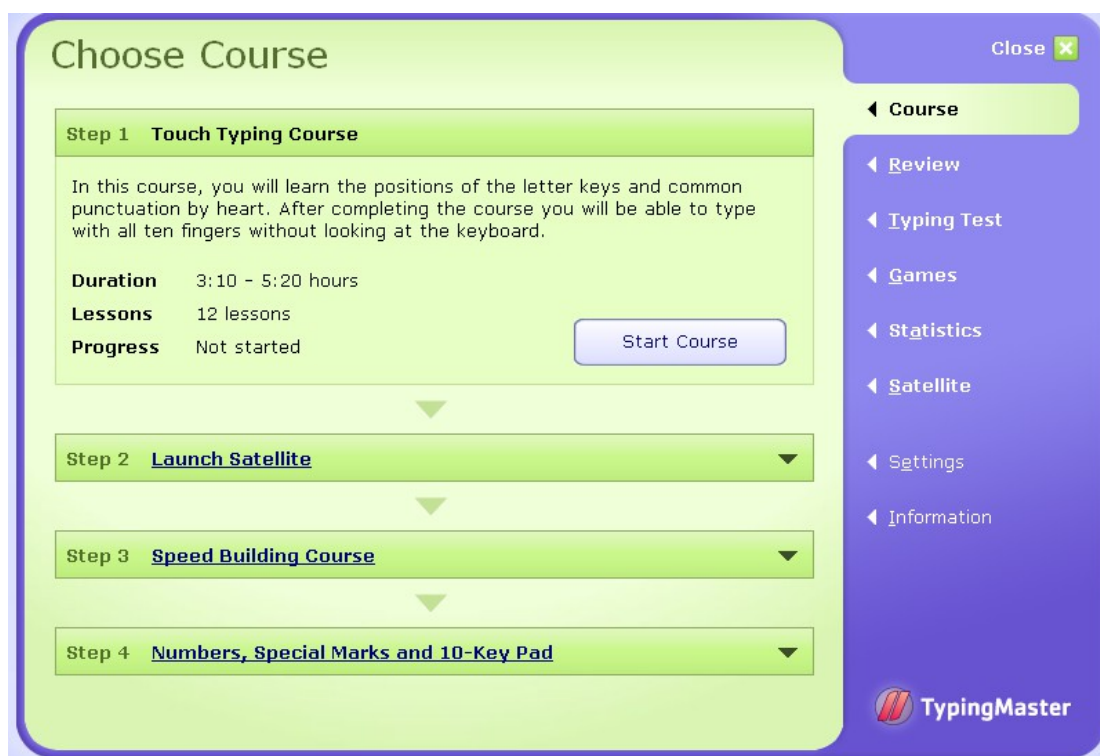 Choose Course
Step 1 Touch Typing Course
In this course, you will learn the positions of the letter keys and common
punctuation by heart. After completing the course you will be able to type
with all ten fingers without looking at the keyboard.
Duration 3:10 - 5:20 hours
Lessons 12 lessons
Progress Not started
Start Course
Step 2 Launch Satellite
Step 3 Speed Building Course
Step 4 Numbers, Special Marks and 10-Key Pad
Close
Course
Review
Typing Test
Games
Statistics
Satellite
Settings
Information
TypingMaster